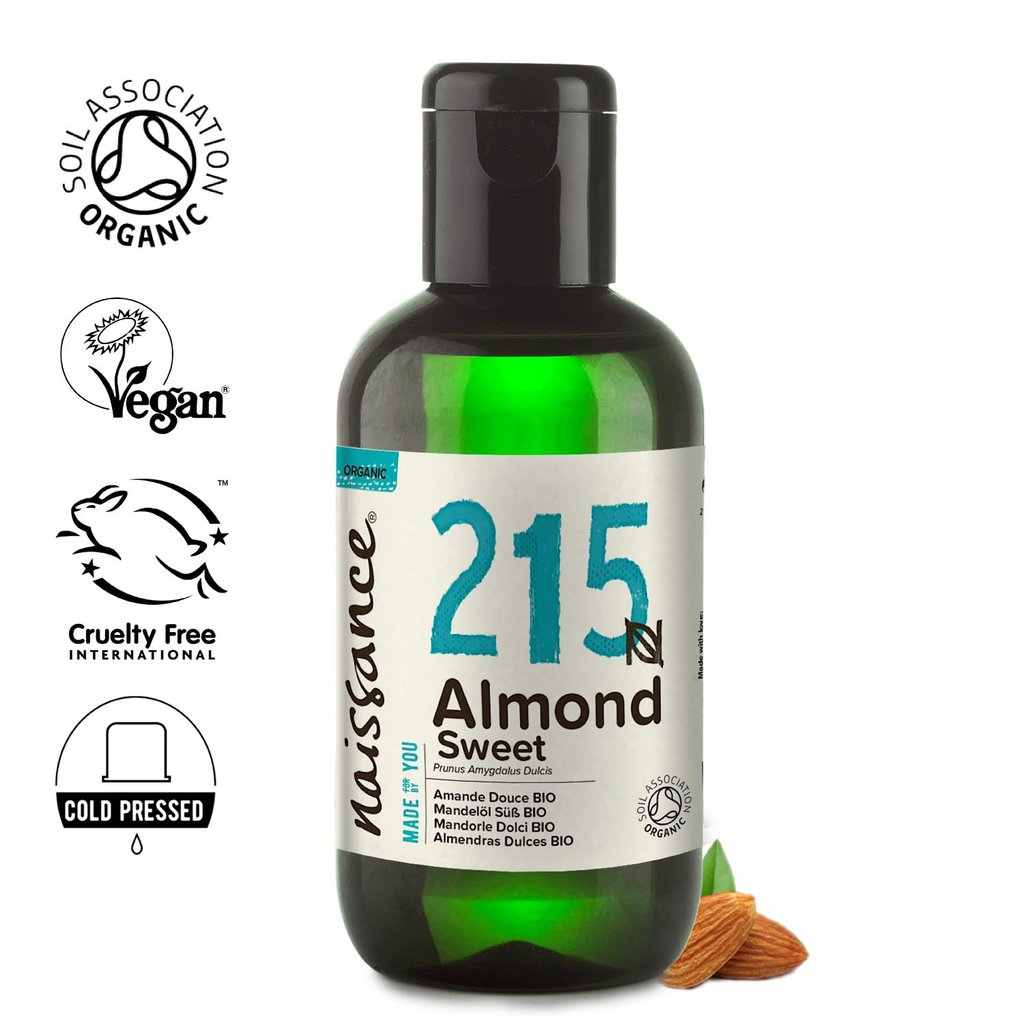 SOIL ASSOCIATION
ORGANIC
Vegan®
™
Cruelty Free
INTERNATIONAL
COLD PRESSED
ORGANIC
naissance®
215
Almond
Sweet
Prunus Amygdalus Dulcis
MADE FOR BY YOU
Amande Douce BIO
Mandelöl Süß BIO
Mandorle Dolci BIO
Almendras Dulces BIO
SOIL ASSOCIATION
ORGANIC
Made with love: